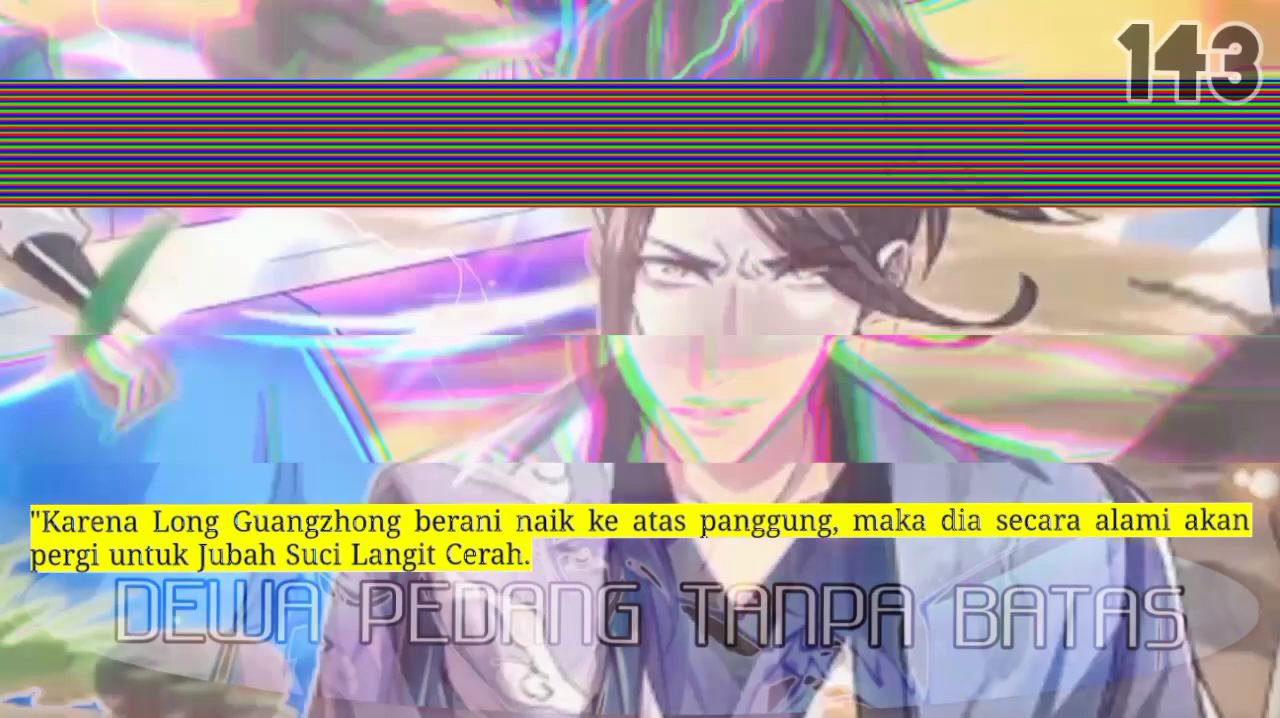 143
"Karena Long Guangzhong berani naik ke atas panggung, maka dia secara alami akan
pergi untuk Jubah Suci Langit Cerah.
DEWA PEDANG TANPA BATAS